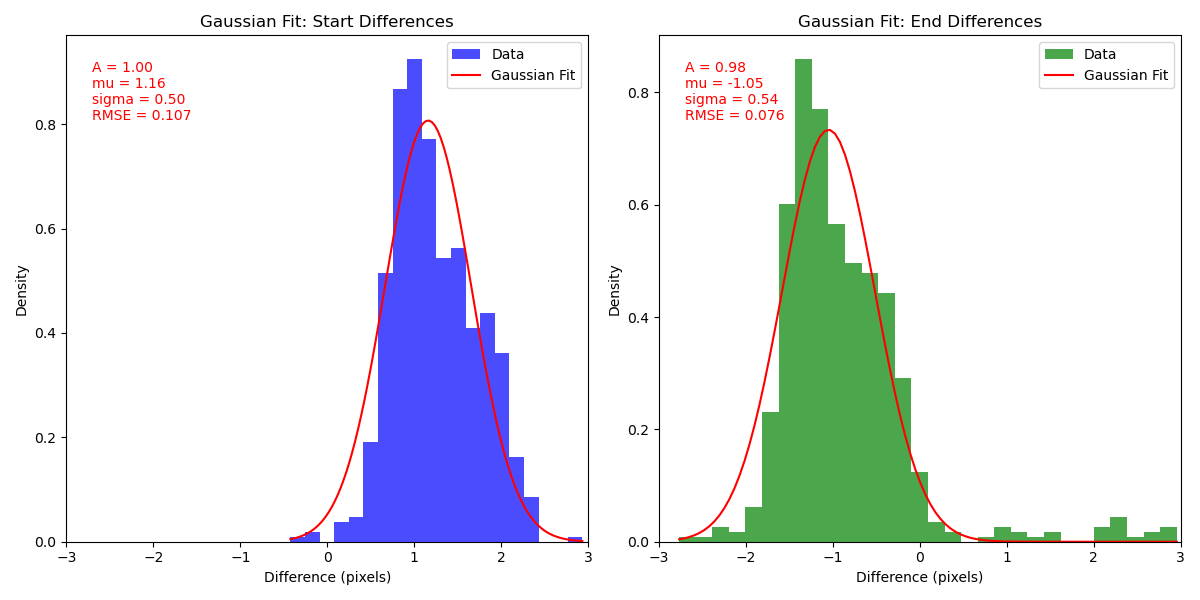 Gaussian Fit: Start Differences
A = 1.00
mu = 1.16
sigma = 0.50
RMSE = 0.107
Data
Gaussian Fit
Density
0.8
0.6
0.4
0.2
0.0
−3
−2
−1
0
1
2
3
Difference (pixels)
Gaussian Fit: End Differences
A = 0.98
mu = -1.05
sigma = 0.54
RMSE = 0.076
Data
Gaussian Fit
Density
0.8
0.6
0.4
0.2
0.0
−3
−2
−1
0
1
2
3
Difference (pixels)